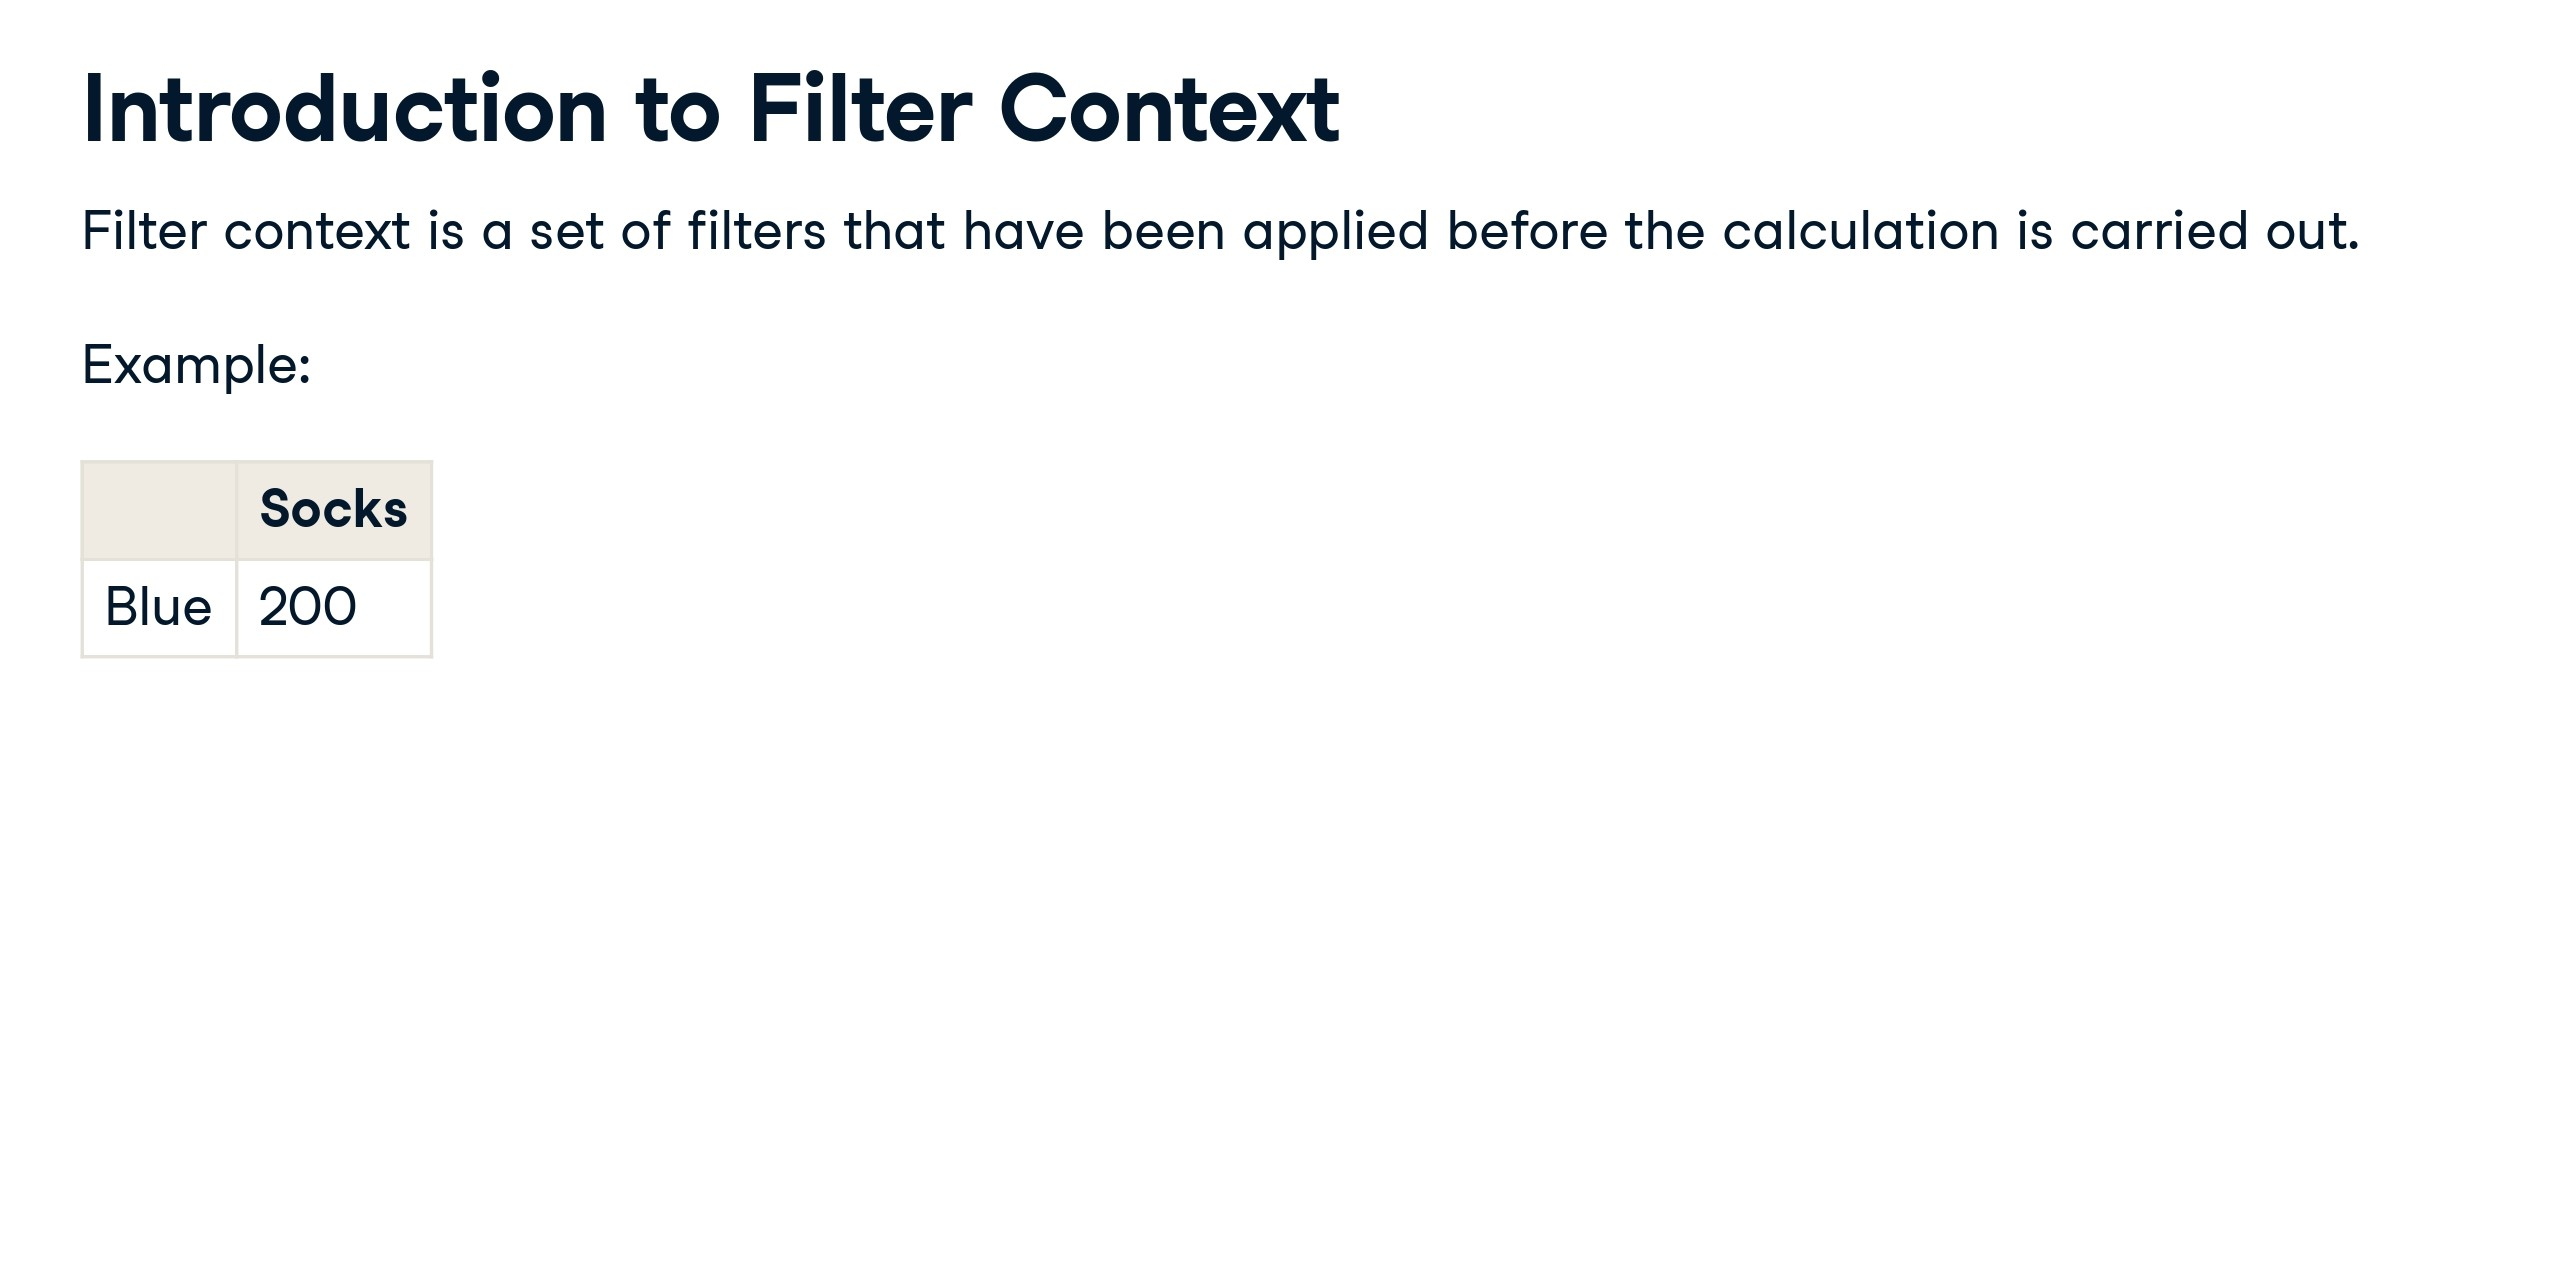 Introduction to Filter Context
Filter context is a set of filters that have been applied before the calculation is carried out.
Example:
Socks
Blue 200